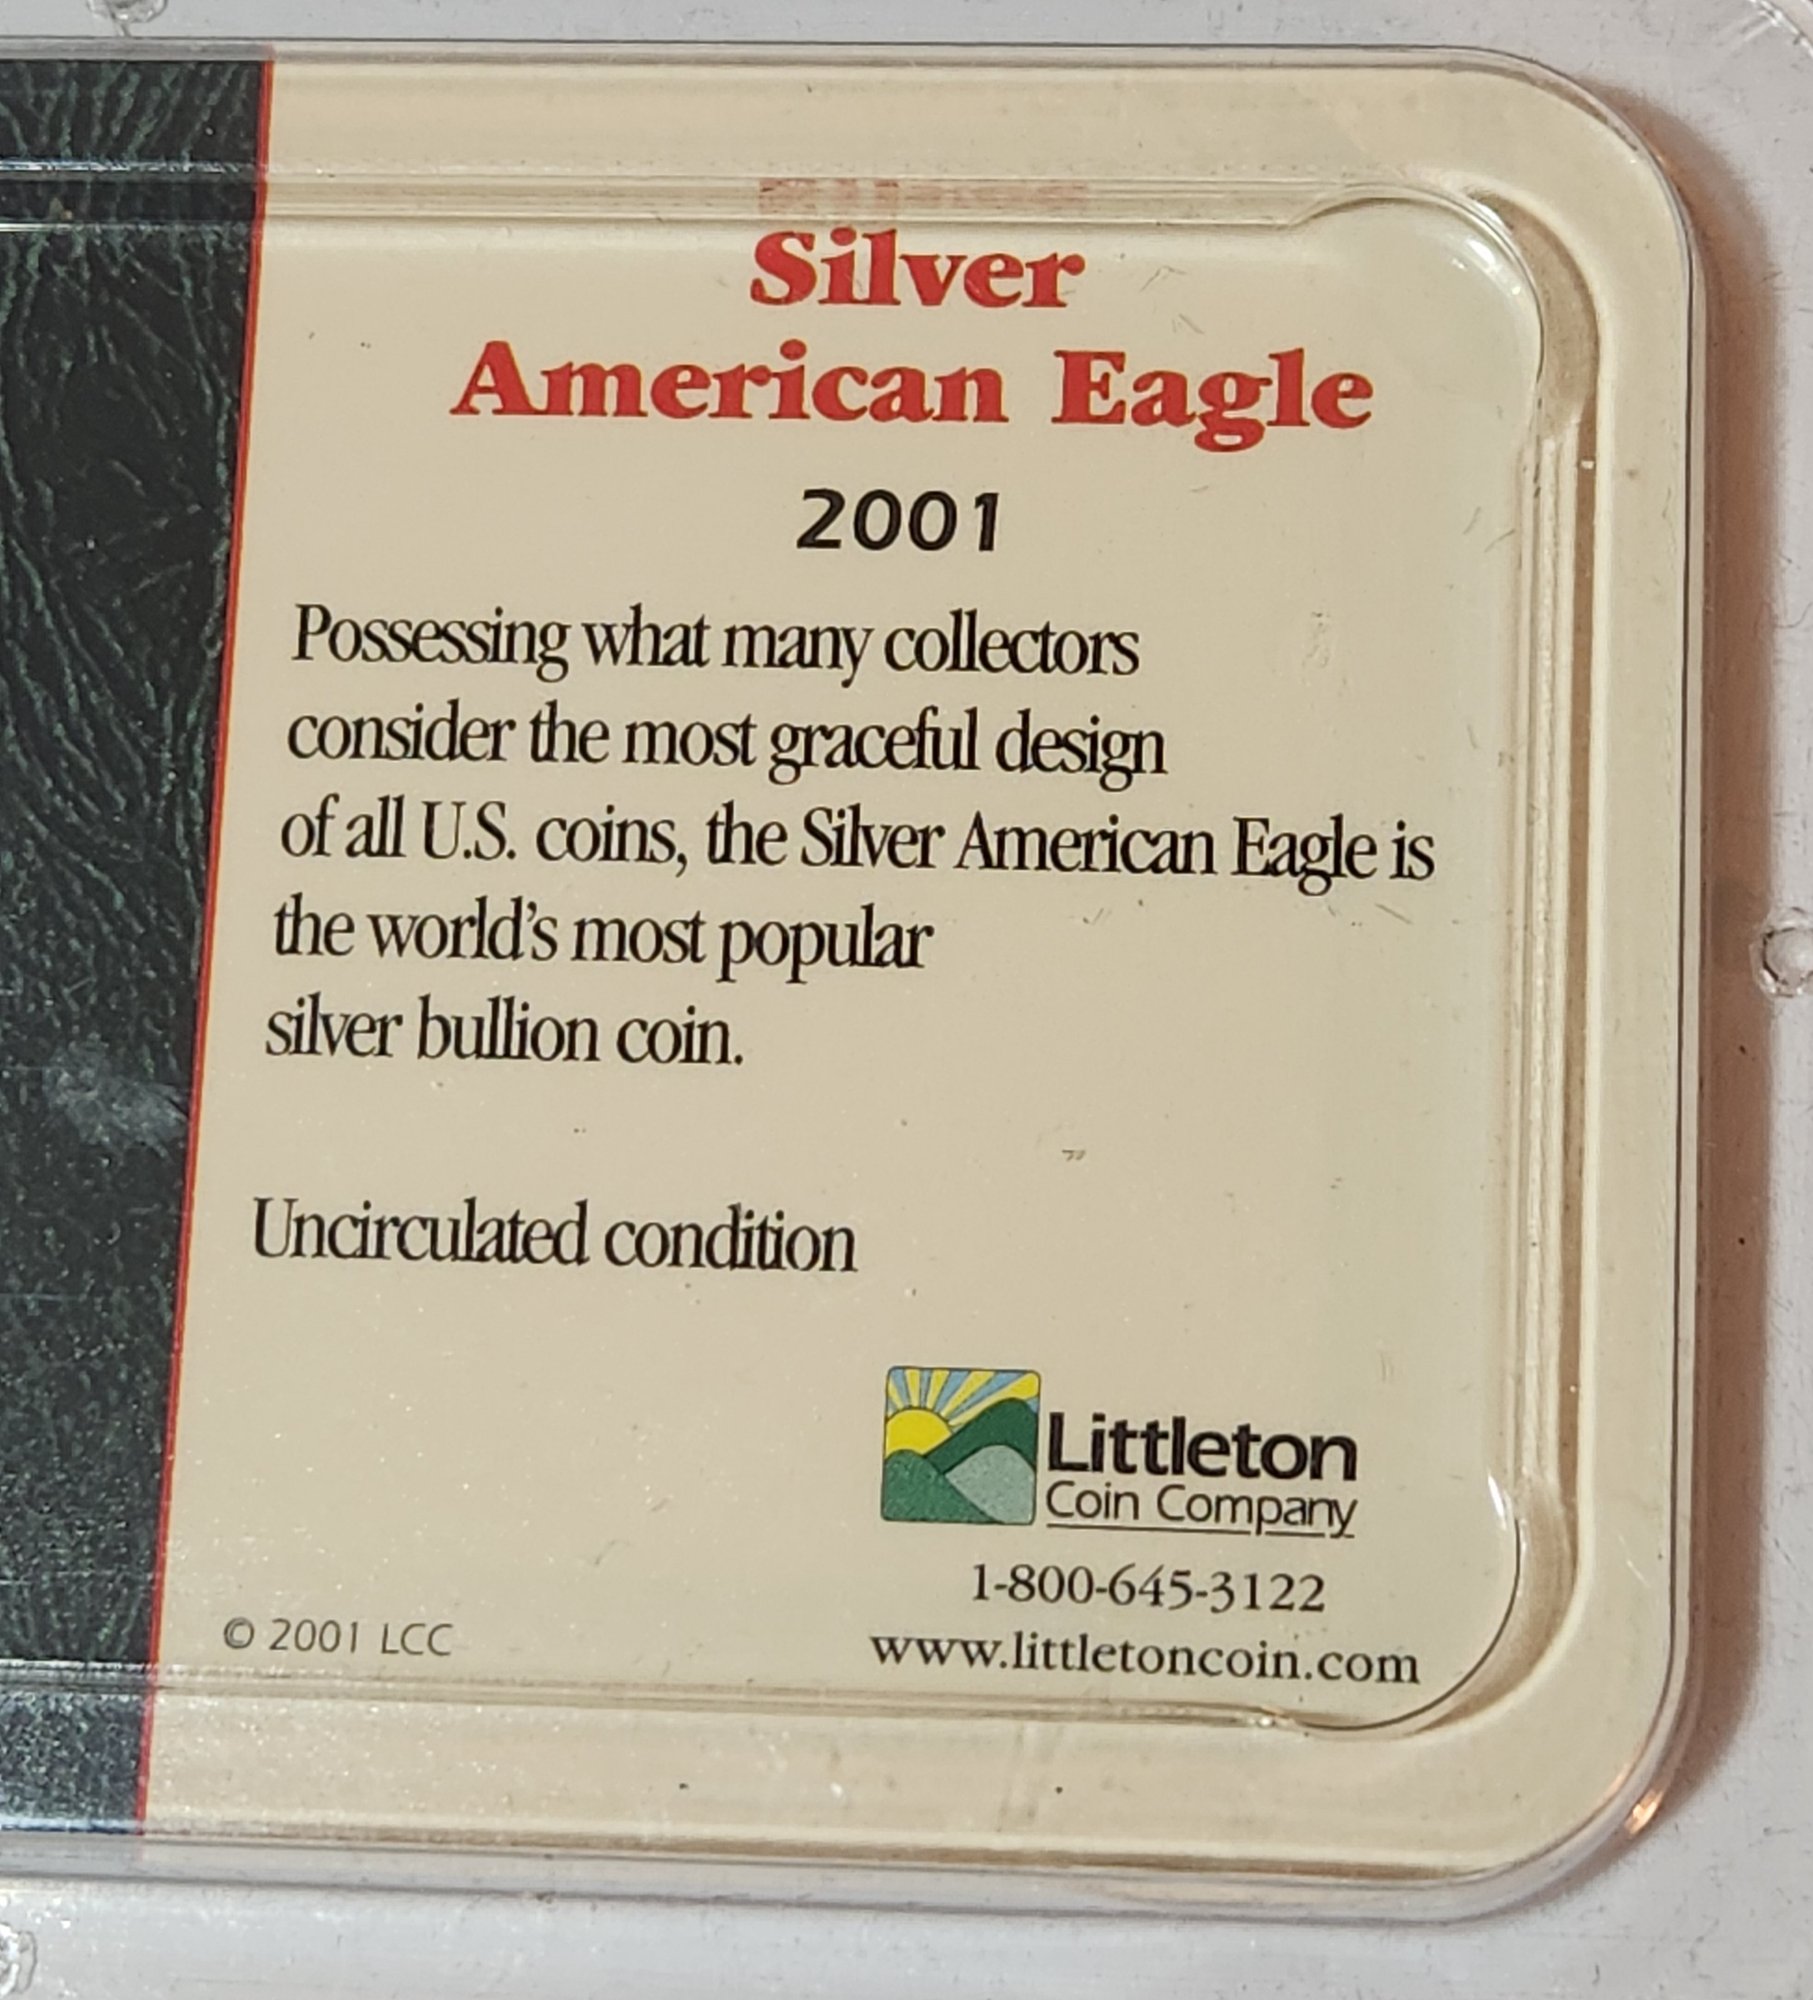 Silver
American Eagle
2001
Possessing what many collectors
consider the most graceful design
of all U.S. coins, the Silver American Eagle is
the world's most popular
silver bullion coin.
Uncirculated condition
Littleton
Coin Company
1-800-645-3122
www.littletoncoin.com
© 2001 LCC